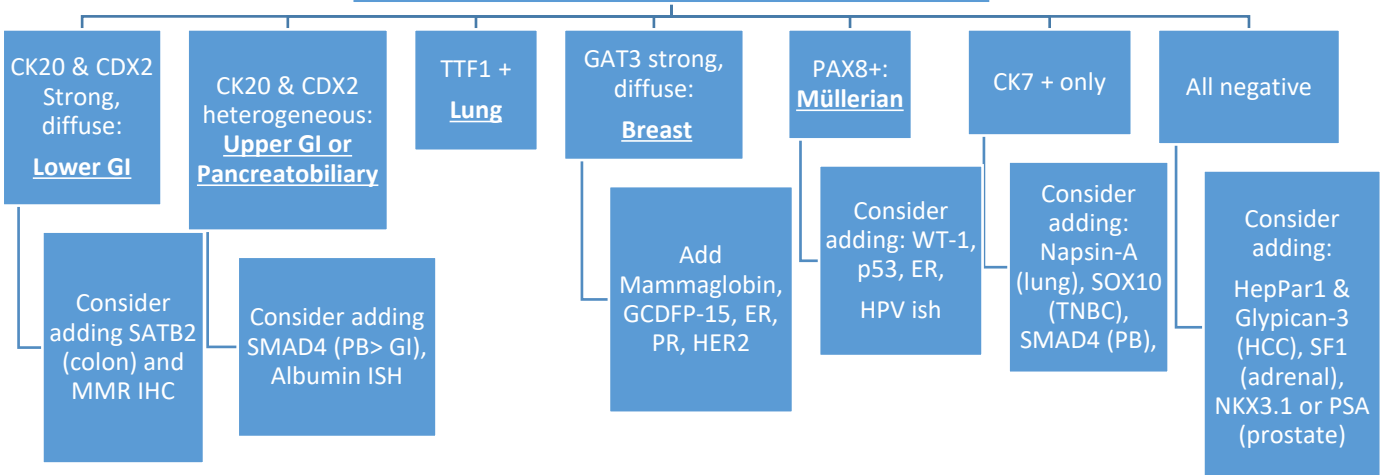 CK20 & CDX2
Strong,
diffuse:
Lower GI
CK20 & CDX2
heterogeneous:
Upper GI or
Pancreatobiliary
TTF1 +
Lung
GAT3 strong,
diffuse:
Breast
PAX8+:
Müllerian
CK7 + only
All negative
Consider
adding SATB2
(colon) and
MMR IHC
Consider adding
SMAD4 (PB> GI),
Albumin ISH
Add
Mammaglobin,
GCDFP-15, ER,
PR, HER2
Consider
adding: WT-1,
p53, ER,
HPV ish
Consider
adding:
Napsin-A
(lung), SOX10
(TNBC),
SMAD4 (PB),
Consider
adding:
HepPar1 &
Glypican-3
(HCC), SF1
(adrenal),
NKX3.1 or PSA
(prostate)